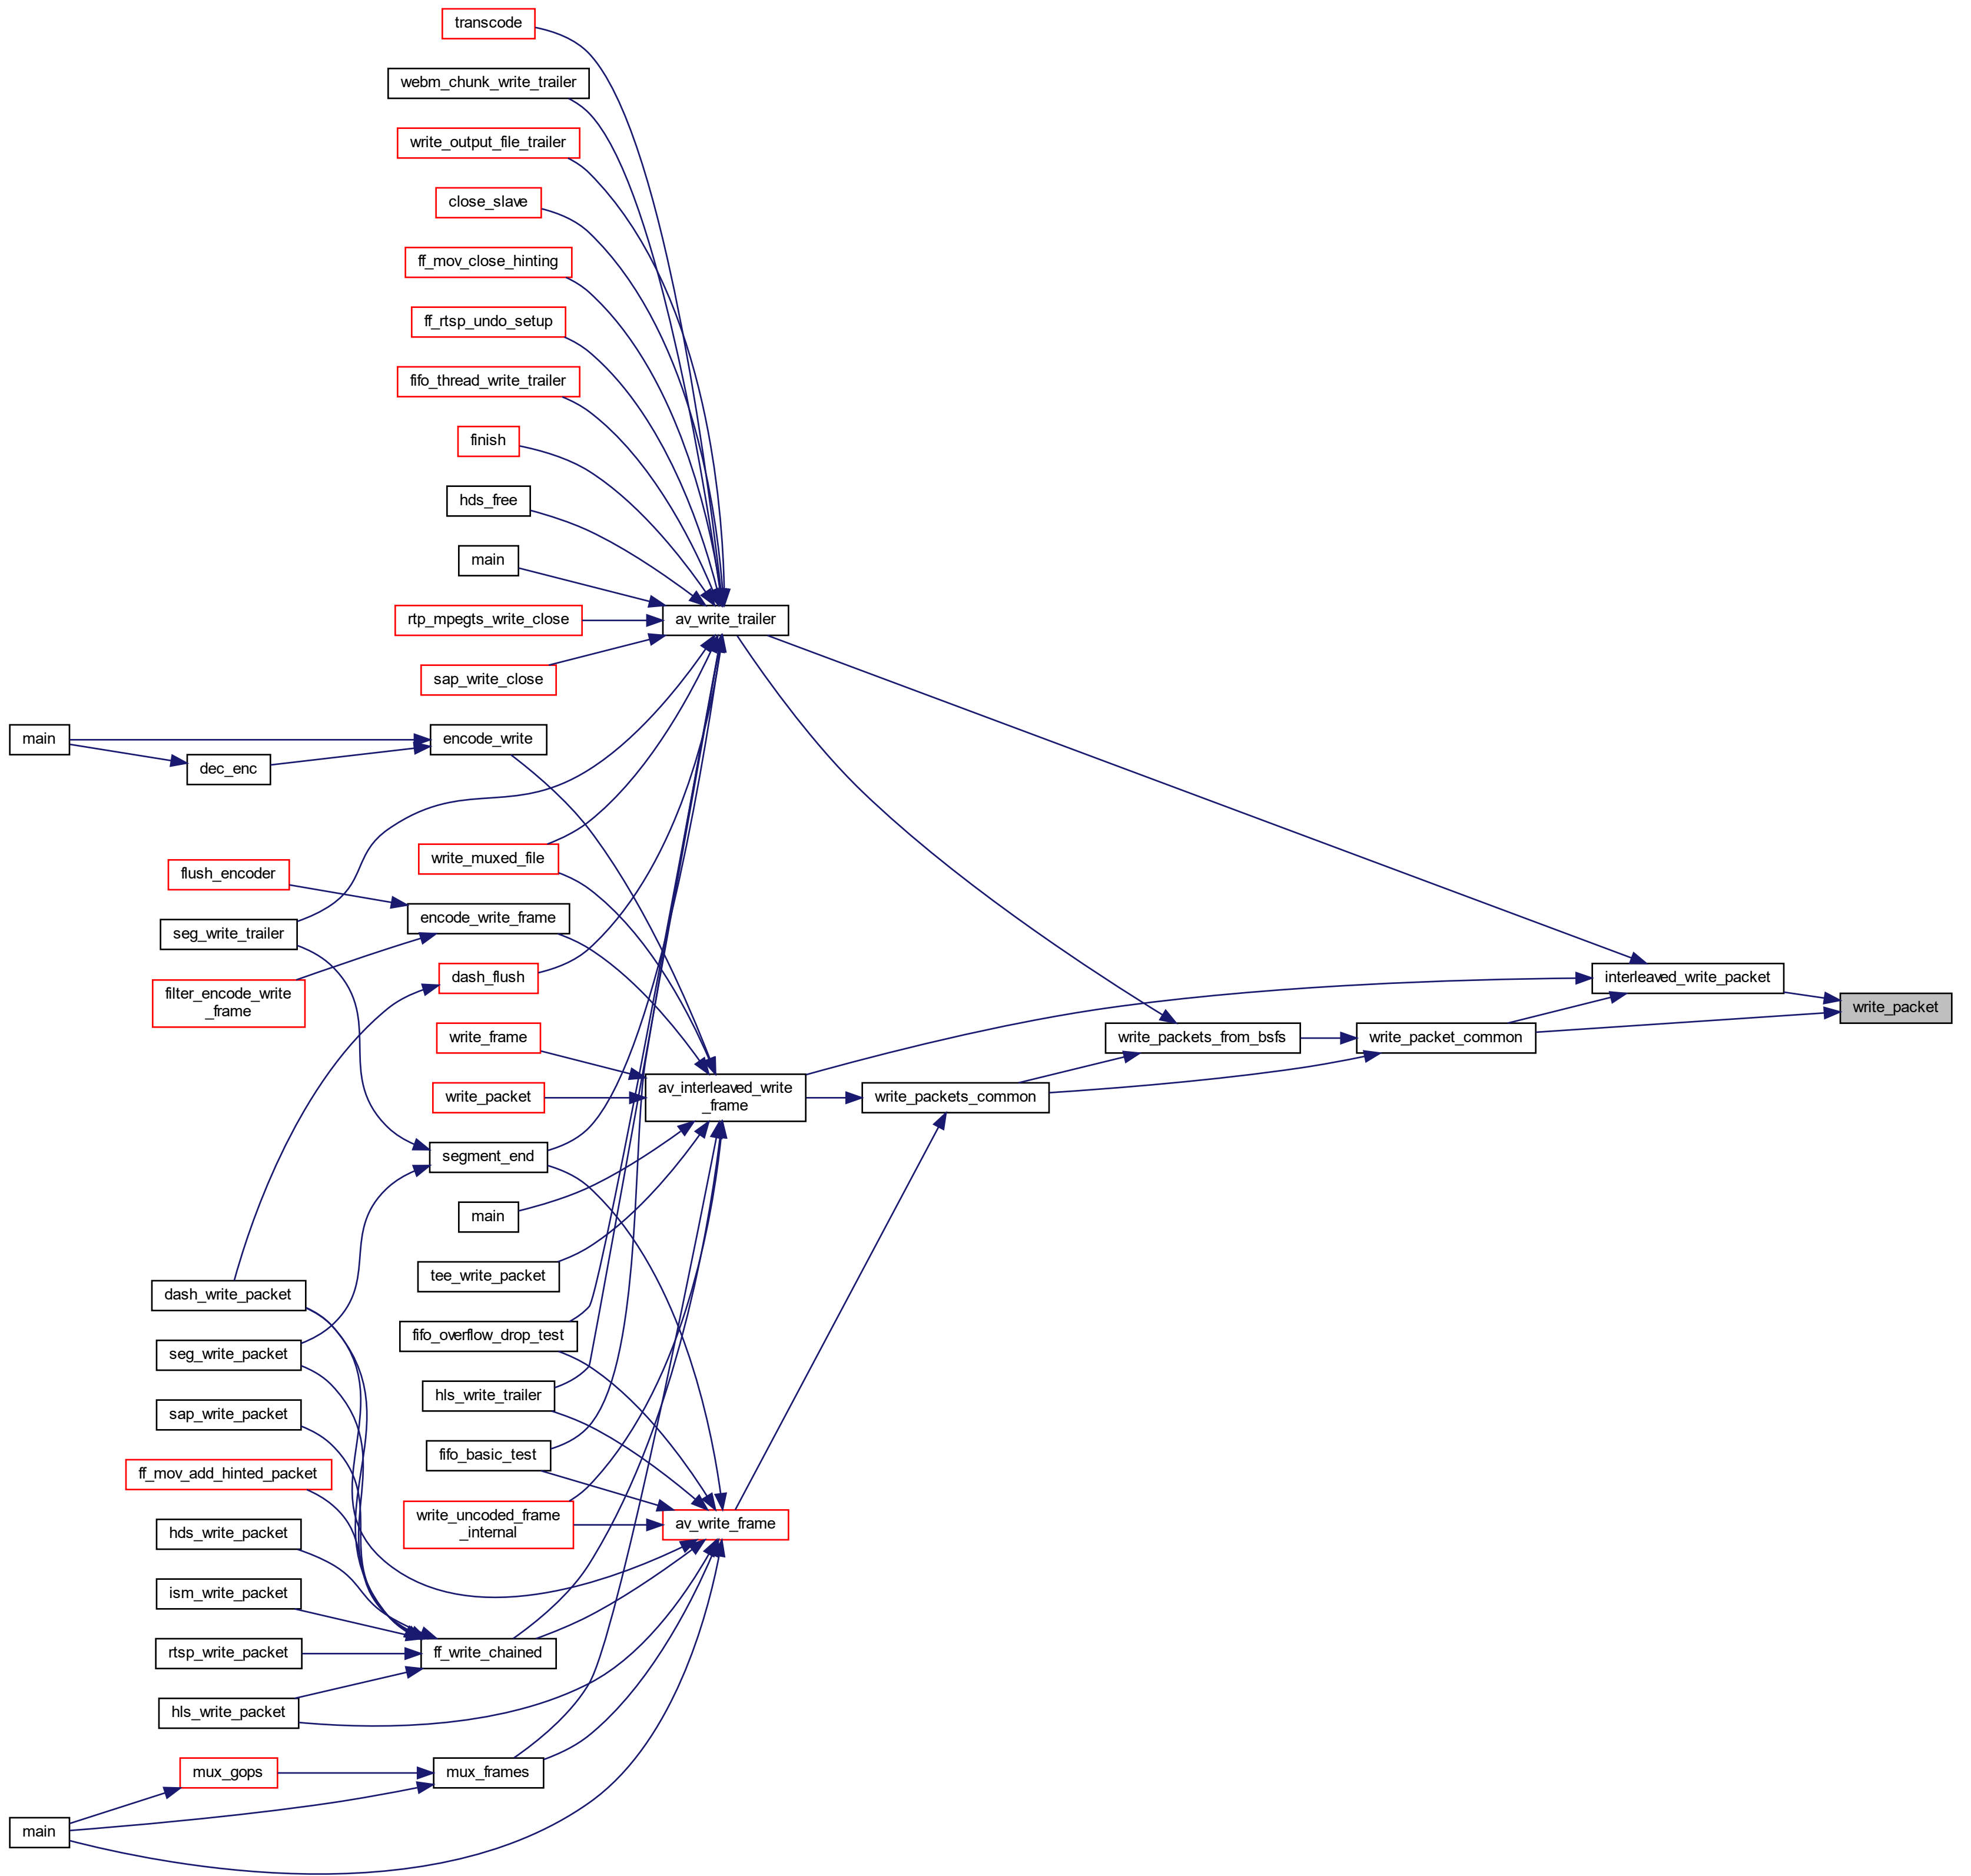 transcode
webm_chunk_write_trailer
write_output_file_trailer
close_slave
ff_mov_close_hinting
ff_rtsp_undo_setup
fifo_thread_write_trailer
finish
hds_free
main
av_write_trailer
rtp_mpegts_write_close
sap_write_close
main
encode_write
dec_enc
write_muxed_file
flush_encoder
encode_write_frame
seg_write_trailer
dash_flush
interleaved_write_packet
filter_encode_write
_frame
write_packet
write_frame
write_packets_from_bsfs
write_packet_common
av_interleaved_write
_frame
write_packet
write_packets_common
segment_end
main
tee_write_packet
dash_write_packet
fifo_overflow_drop_test
seg_write_packet
hls_write_trailer
sap_write_packet
fifo_basic_test
ff_mov_add_hinted_packet
write_uncoded_frame
_internal
av_write_frame
hds_write_packet
ism_write_packet
rtsp_write_packet
ff_write_chained
hls_write_packet
mux_gops
mux_frames
main